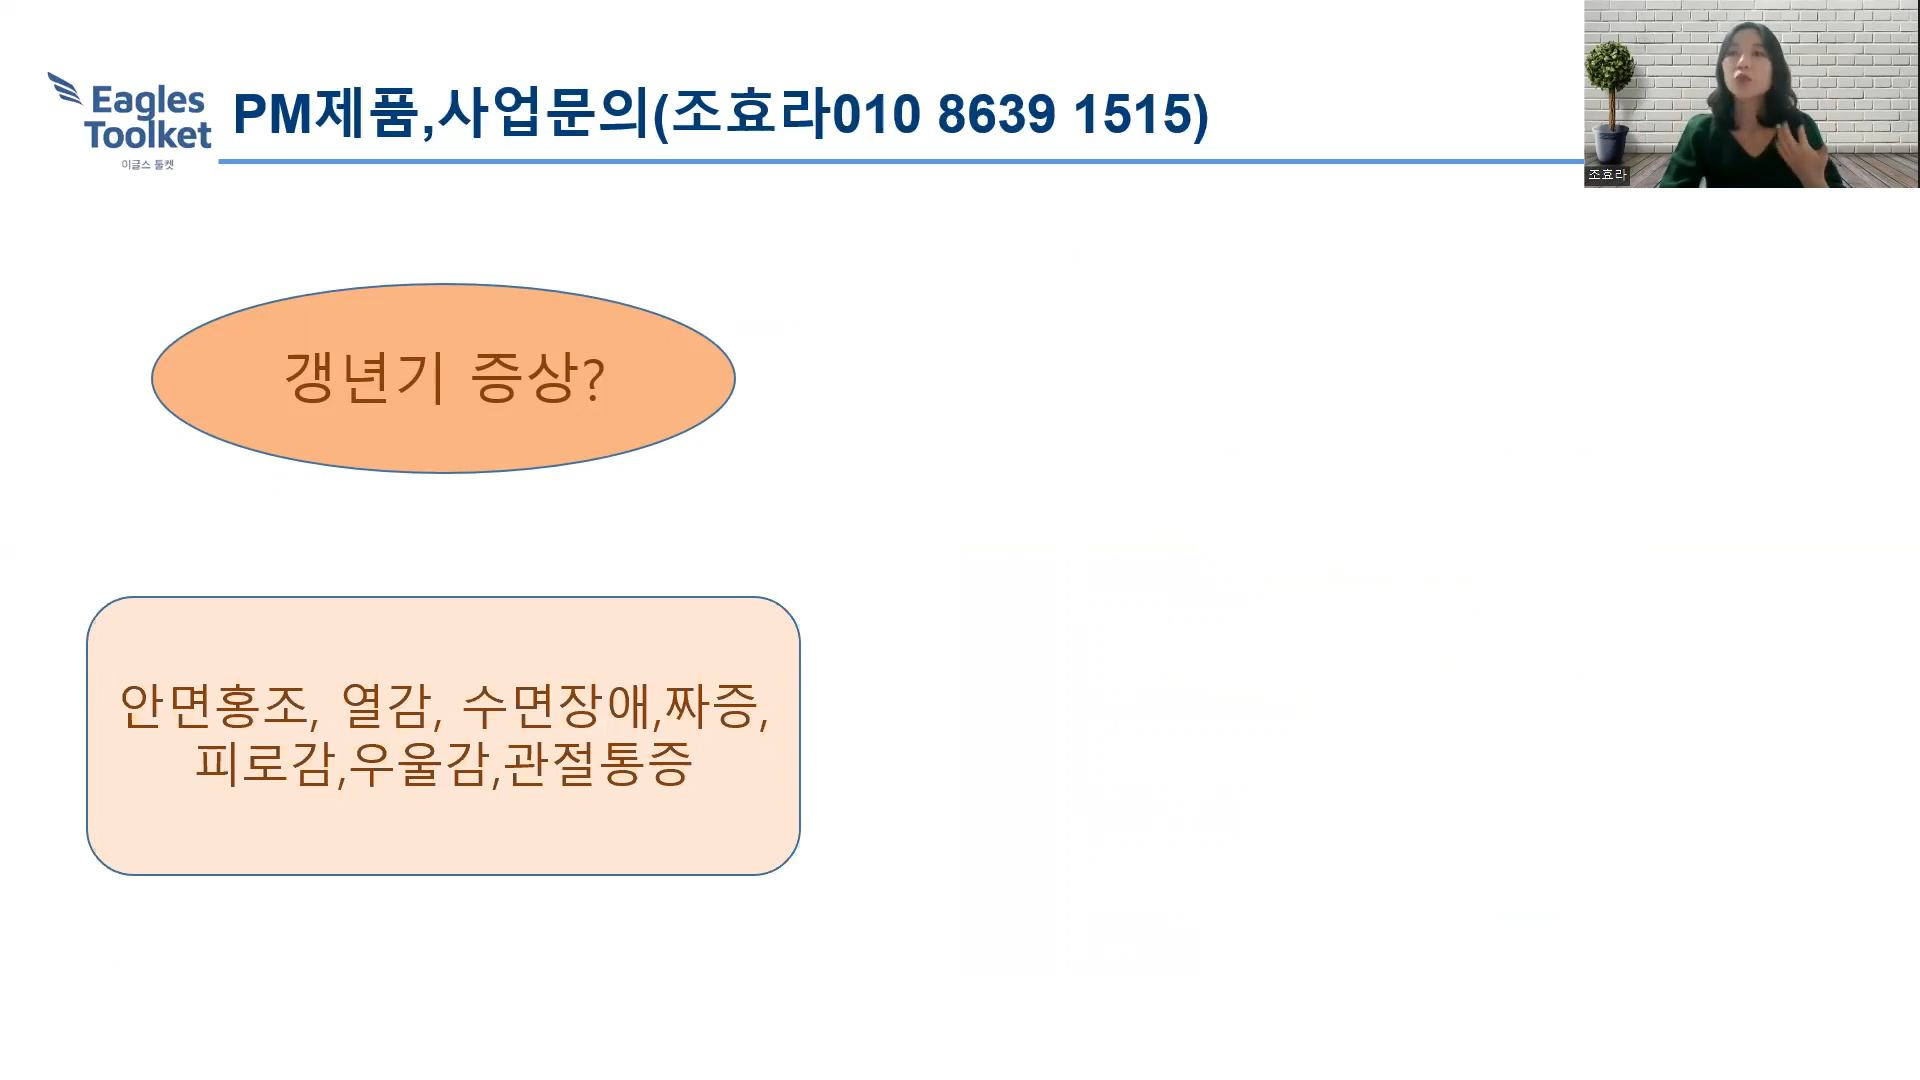 Eagles
Toolket
이글스 툴켓
PM제품,사업문의(조효라010 8639 1515)
조효라
갱년기 증상?
안면홍조, 열감, 수면장애,짜증,
피로감,우울감,관절통증